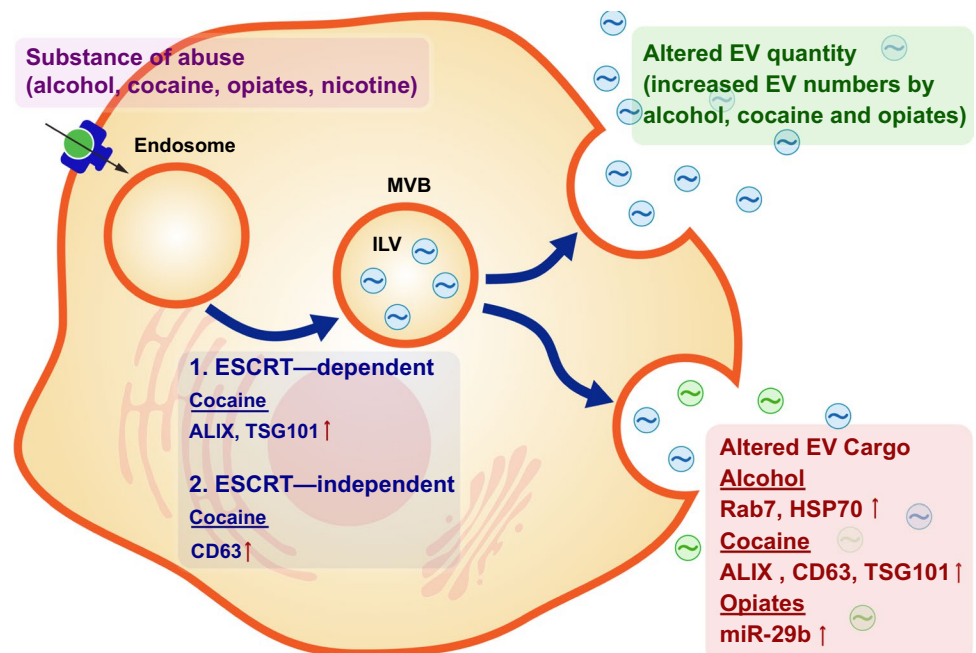 Substance of abuse
(alcohol, cocaine, opiates, nicotine)
Altered EV quantity
(increased EV numbers by
alcohol, cocaine and opiates)
Endosome
MVB
ILV
1. ESCRT—dependent
Cocaine
ALIX, TSG101↑
2. ESCRT—independent
Cocaine
CD63↑
Altered EV Cargo
Alcohol
Rab7, HSP70 ↑
Cocaine
ALIX , CD63, TSG101↑
Opiates
miR-29b ↑